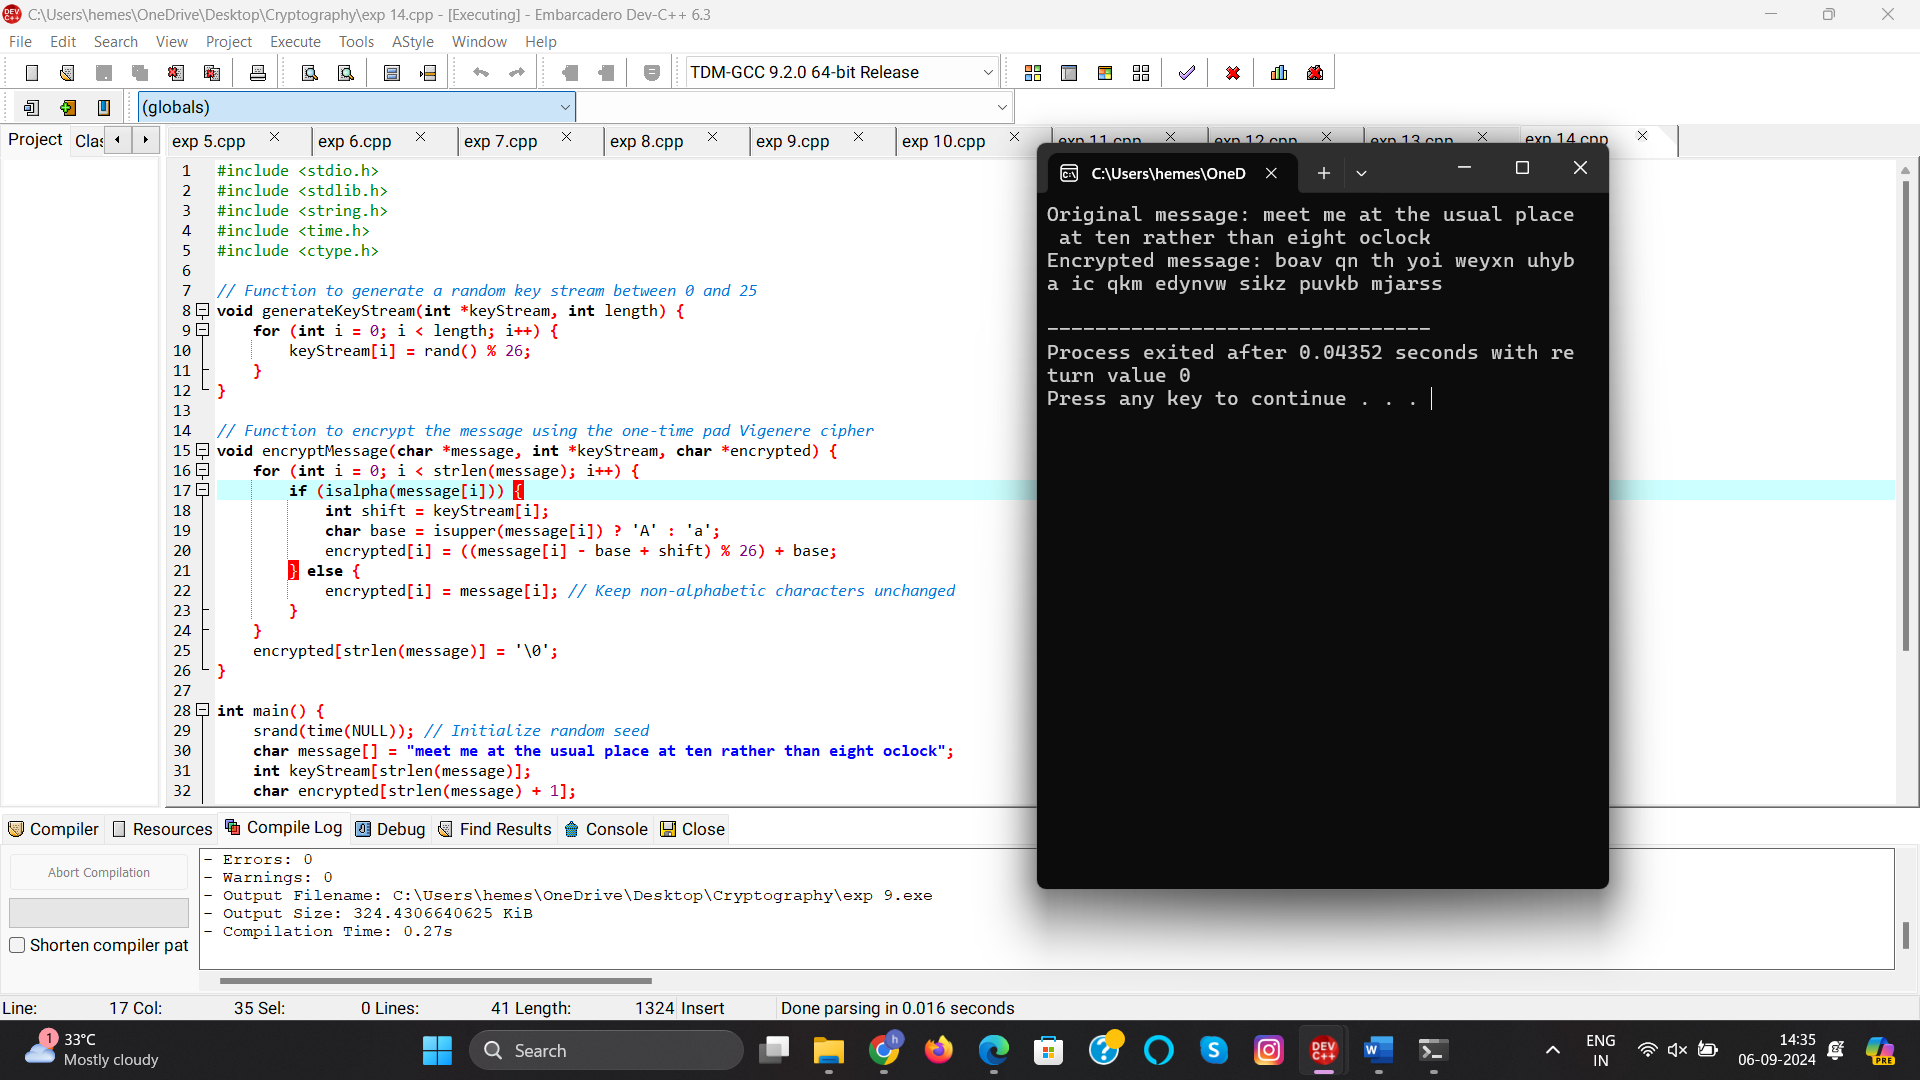 C:\Users\hemes\OneDrive\Desktop\Cryptography\exp 14.cpp - [Executing] - Embarcadero Dev-C++ 6.3
File Edit Search View Project Execute Tools AStyle Window Help
TDM-GCC 9.2.0 64-bit Release
(globals)
Project Clas exp 5.cpp exp 6.cpp exp 7.cpp exp 8.cpp exp 9.cpp exp 10.cpp exp 11.cpp exp 12.cpp exp 13.cpp exp 14.cpp
1 #include <stdio.h>
2 #include <stdlib.h>
3 #include <string.h>
4 #include <time.h>
5 #include <ctype.h>
6
7 // Function to generate a random key stream between 0 and 25
8 void generateKeyStream(int *keyStream, int length) {
9 for (int i = 0; i < length; i++) {
10 keyStream[i] = rand() % 26;
11 }
12 }
13
14 // Function to encrypt the message using the one-time pad Vigenere cipher
15 void encryptMessage(char *message, int *keyStream, char *encrypted) {
16 for (int i = 0; i < strlen(message); i++) {
17 if (isalpha(message[i])) {
18 int shift = keyStream[i];
19 char base = isupper(message[i]) ? 'A' : 'a';
20 encrypted[i] = ((message[i] - base + shift) % 26) + base;
21 } else {
22 encrypted[i] = message[i]; // Keep non-alphabetic characters unchanged
23 }
24 }
25 encrypted[strlen(message)] = '\0';
26 }
27
28 int main() {
29 srand(time(NULL)); // Initialize random seed
30 char message[] = "meet me at the usual place at ten rather than eight oclock";
31 int keyStream[strlen(message)];
32 char encrypted[strlen(message) + 1];
C:\Users\hemes\OneD
Original message: meet me at the usual place
 at ten rather than eight oclock
Encrypted message: boav qn th yoi weyxn uhyb
a ic qkm edynvw sikz puvkb mjarss
--------------------------------
Process exited after 0.04352 seconds with re
turn value 0
Press any key to continue . . .
Compiler Resources Compile Log Debug Find Results Console Close
Abort Compilation
Shorten compiler pat
- Errors: 0
- Warnings: 0
- Output Filename: C:\Users\hemes\OneDrive\Desktop\Cryptography\exp 9.exe
- Output Size: 324.4306640625 KiB
- Compilation Time: 0.27s
Line: 17 Col: 35 Sel: 0 Lines: 41 Length: 1324 Insert Done parsing in 0.016 seconds
1
33°C
Mostly cloudy
Search
h
DEV C++
ENG
IN
14:35
06-09-2024
PRE